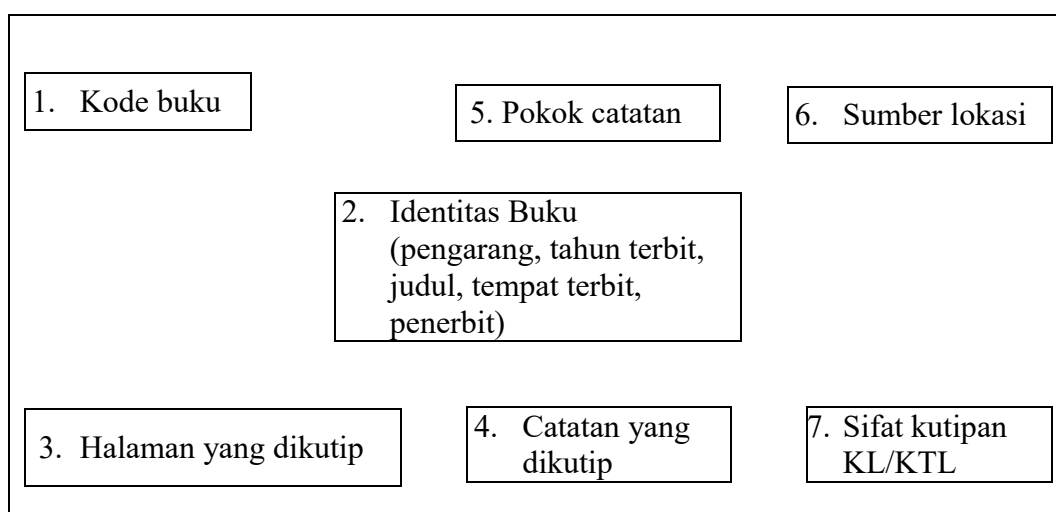 1. Kode buku
5. Pokok catatan
6. Sumber lokasi
2. Identitas Buku
(pengarang, tahun terbit,
judul, tempat terbit,
penerbit)
3. Halaman yang dikutip
4. Catatan yang
dikutip
7. Sifat kutipan
KL/KTL